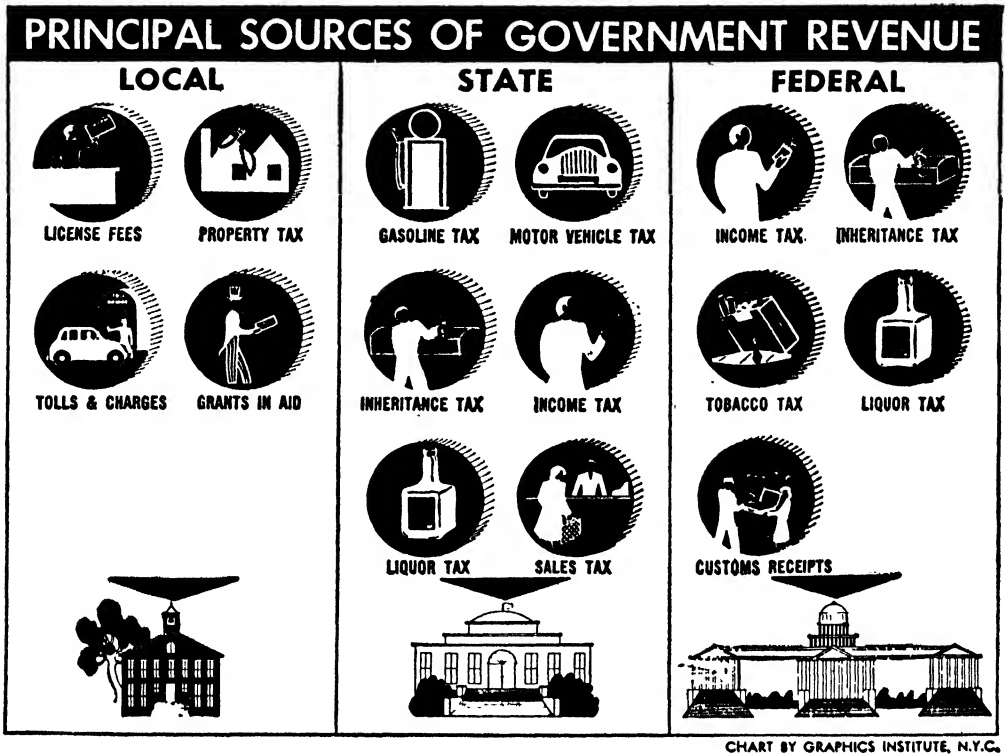 PRINCIPAL SOURCES OF GOVERNMENT REVENUE
LOCAL
LICENSE FEES
PROPERTY TAX
TOLLS & CHARGES
GRANTS IN AID
STATE
GASOLINE TAX
MOTOR VEHICLE TAX
INHERITANCE TAX
INCOME TAX
LIQUOR TAX
SALES TAX
FEDERAL
INCOME TAX
INHERITANCE TAX
TOBACCO TAX
LIQUOR TAX
CUSTOMS RECEIPTS
CHART BY GRAPHICS INSTITUTE, N.Y.C.